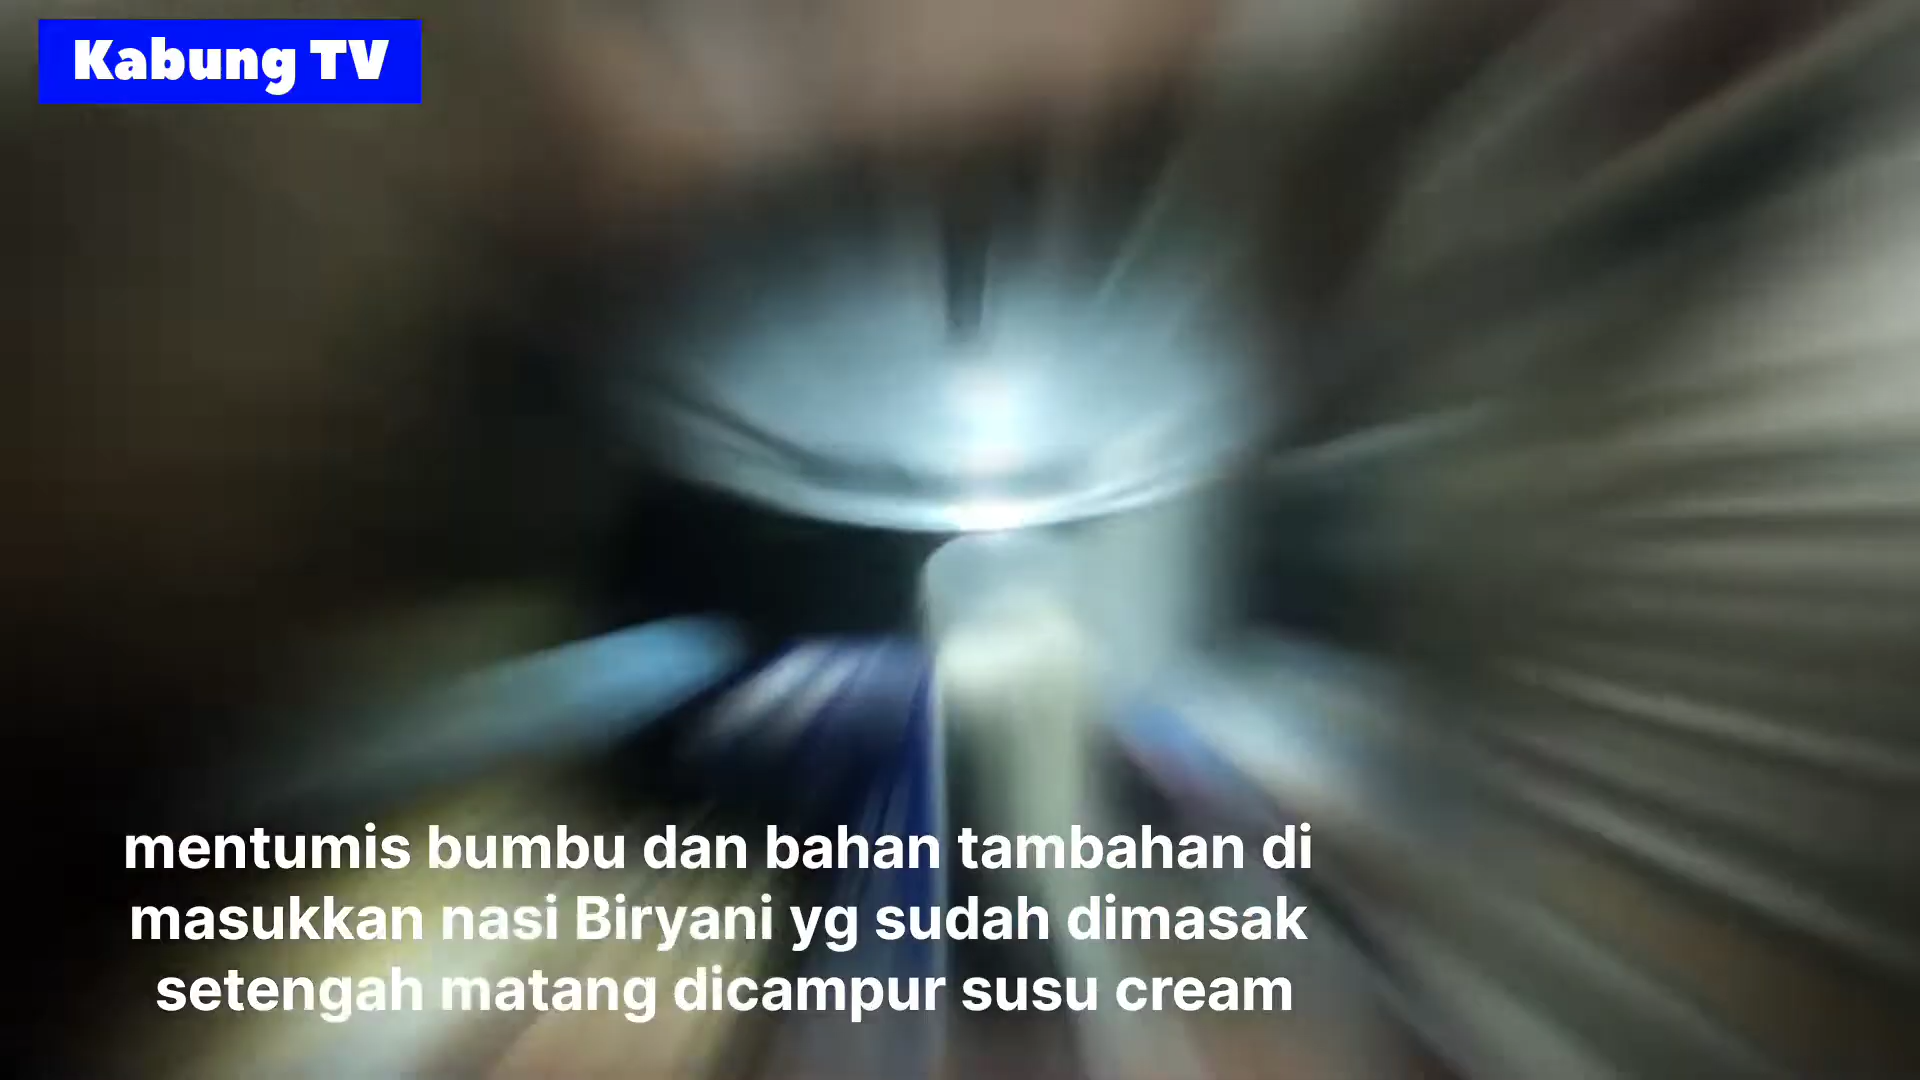 Kabung TV
mentumis bumbu dan bahan tambahan di
masukkan nasi Biryani yg sudah dimasak
setengah matang dicampur susu cream